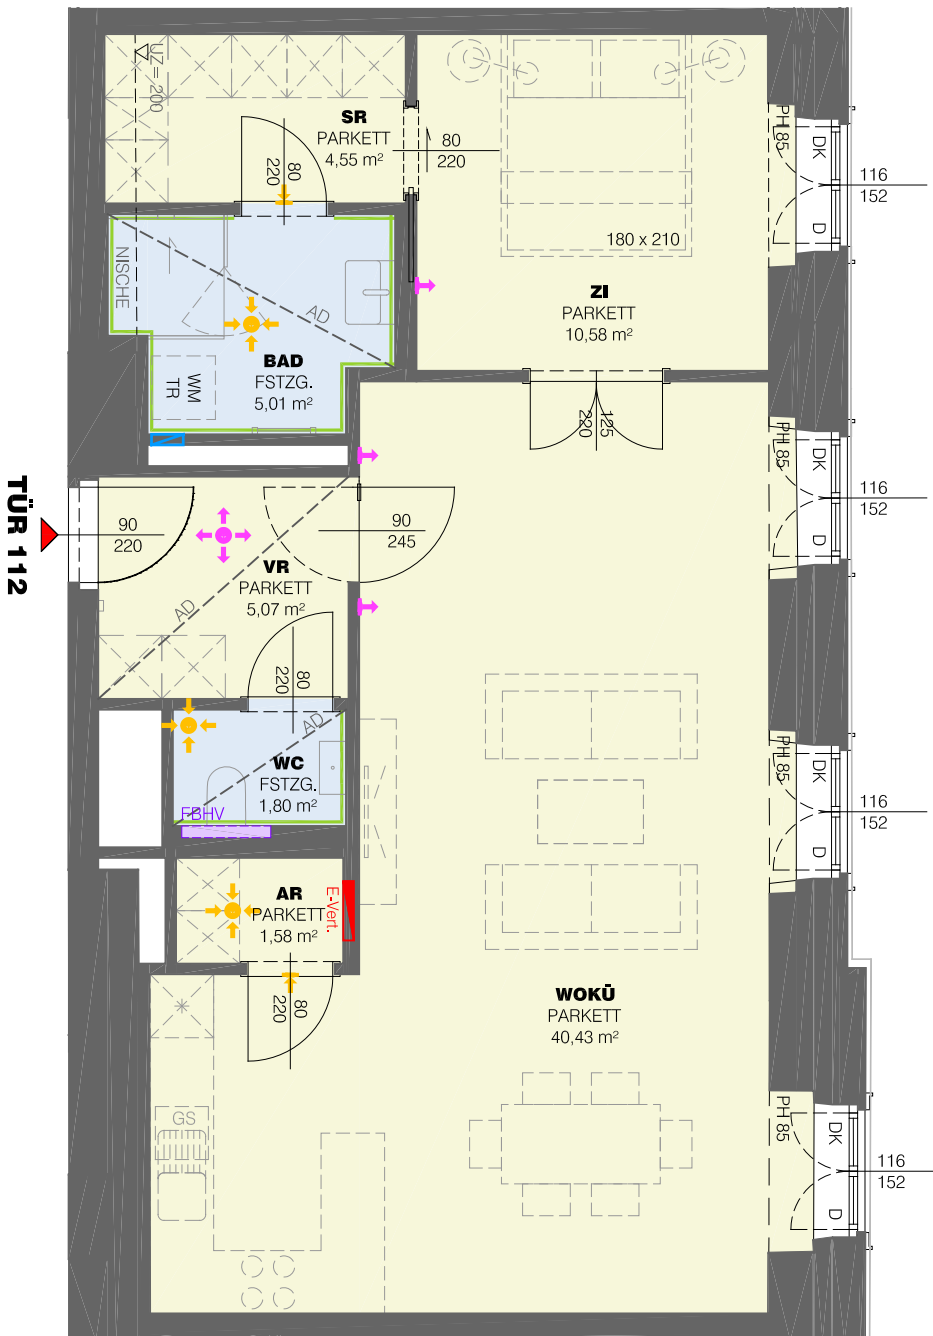 UZ = 200
SR
PARKETT
4,55 m²
80
220
80
220
180 x 210
PH 85
DK
D
116
152
ZI
PARKETT
10,58 m²
NISCHE
AD
BAD
FSTZG.
5,01 m²
WM
TR
125
220
PH 85
DK
D
116
152
TÜR 112
90
220
90
245
VR
PARKETT
5,07 m²
AD
80
220
AD
WC
FSTZG.
1,80 m²
FBHV
PH 85
DK
D
116
152
AR
PARKETT
1,58 m²
E-Vert.
80
220
WOKÜ
PARKETT
40,43 m²
GS
PH 85
DK
D
116
152